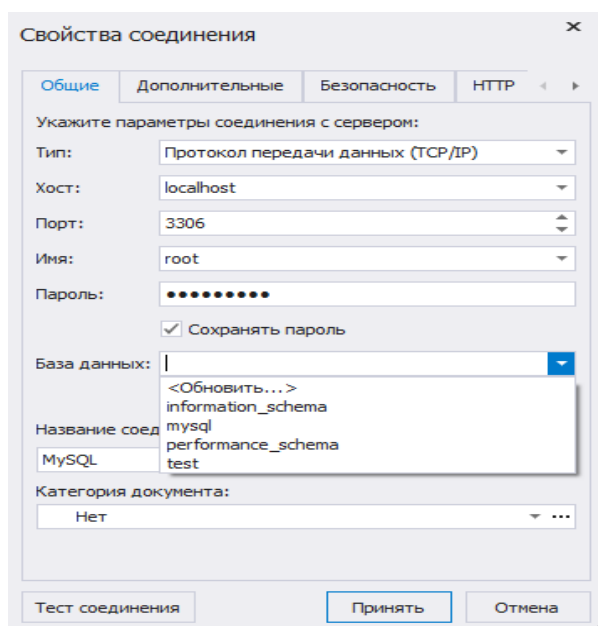 Свойства соединения
Общие Дополнительные Безопасность HTTP
Укажите параметры соединения с сервером:
Тип: Протокол передачи данных (TCP/IP)
Хост: localhost
Порт: 3306
Имя: root
Пароль: •••••••••
Сохранять пароль
База данных:
<Обновить...>
information_schema
mysql
performance_schema
test
Название соед
MySQL
Категория документа:
Нет
Тест соединения Принять Отмена